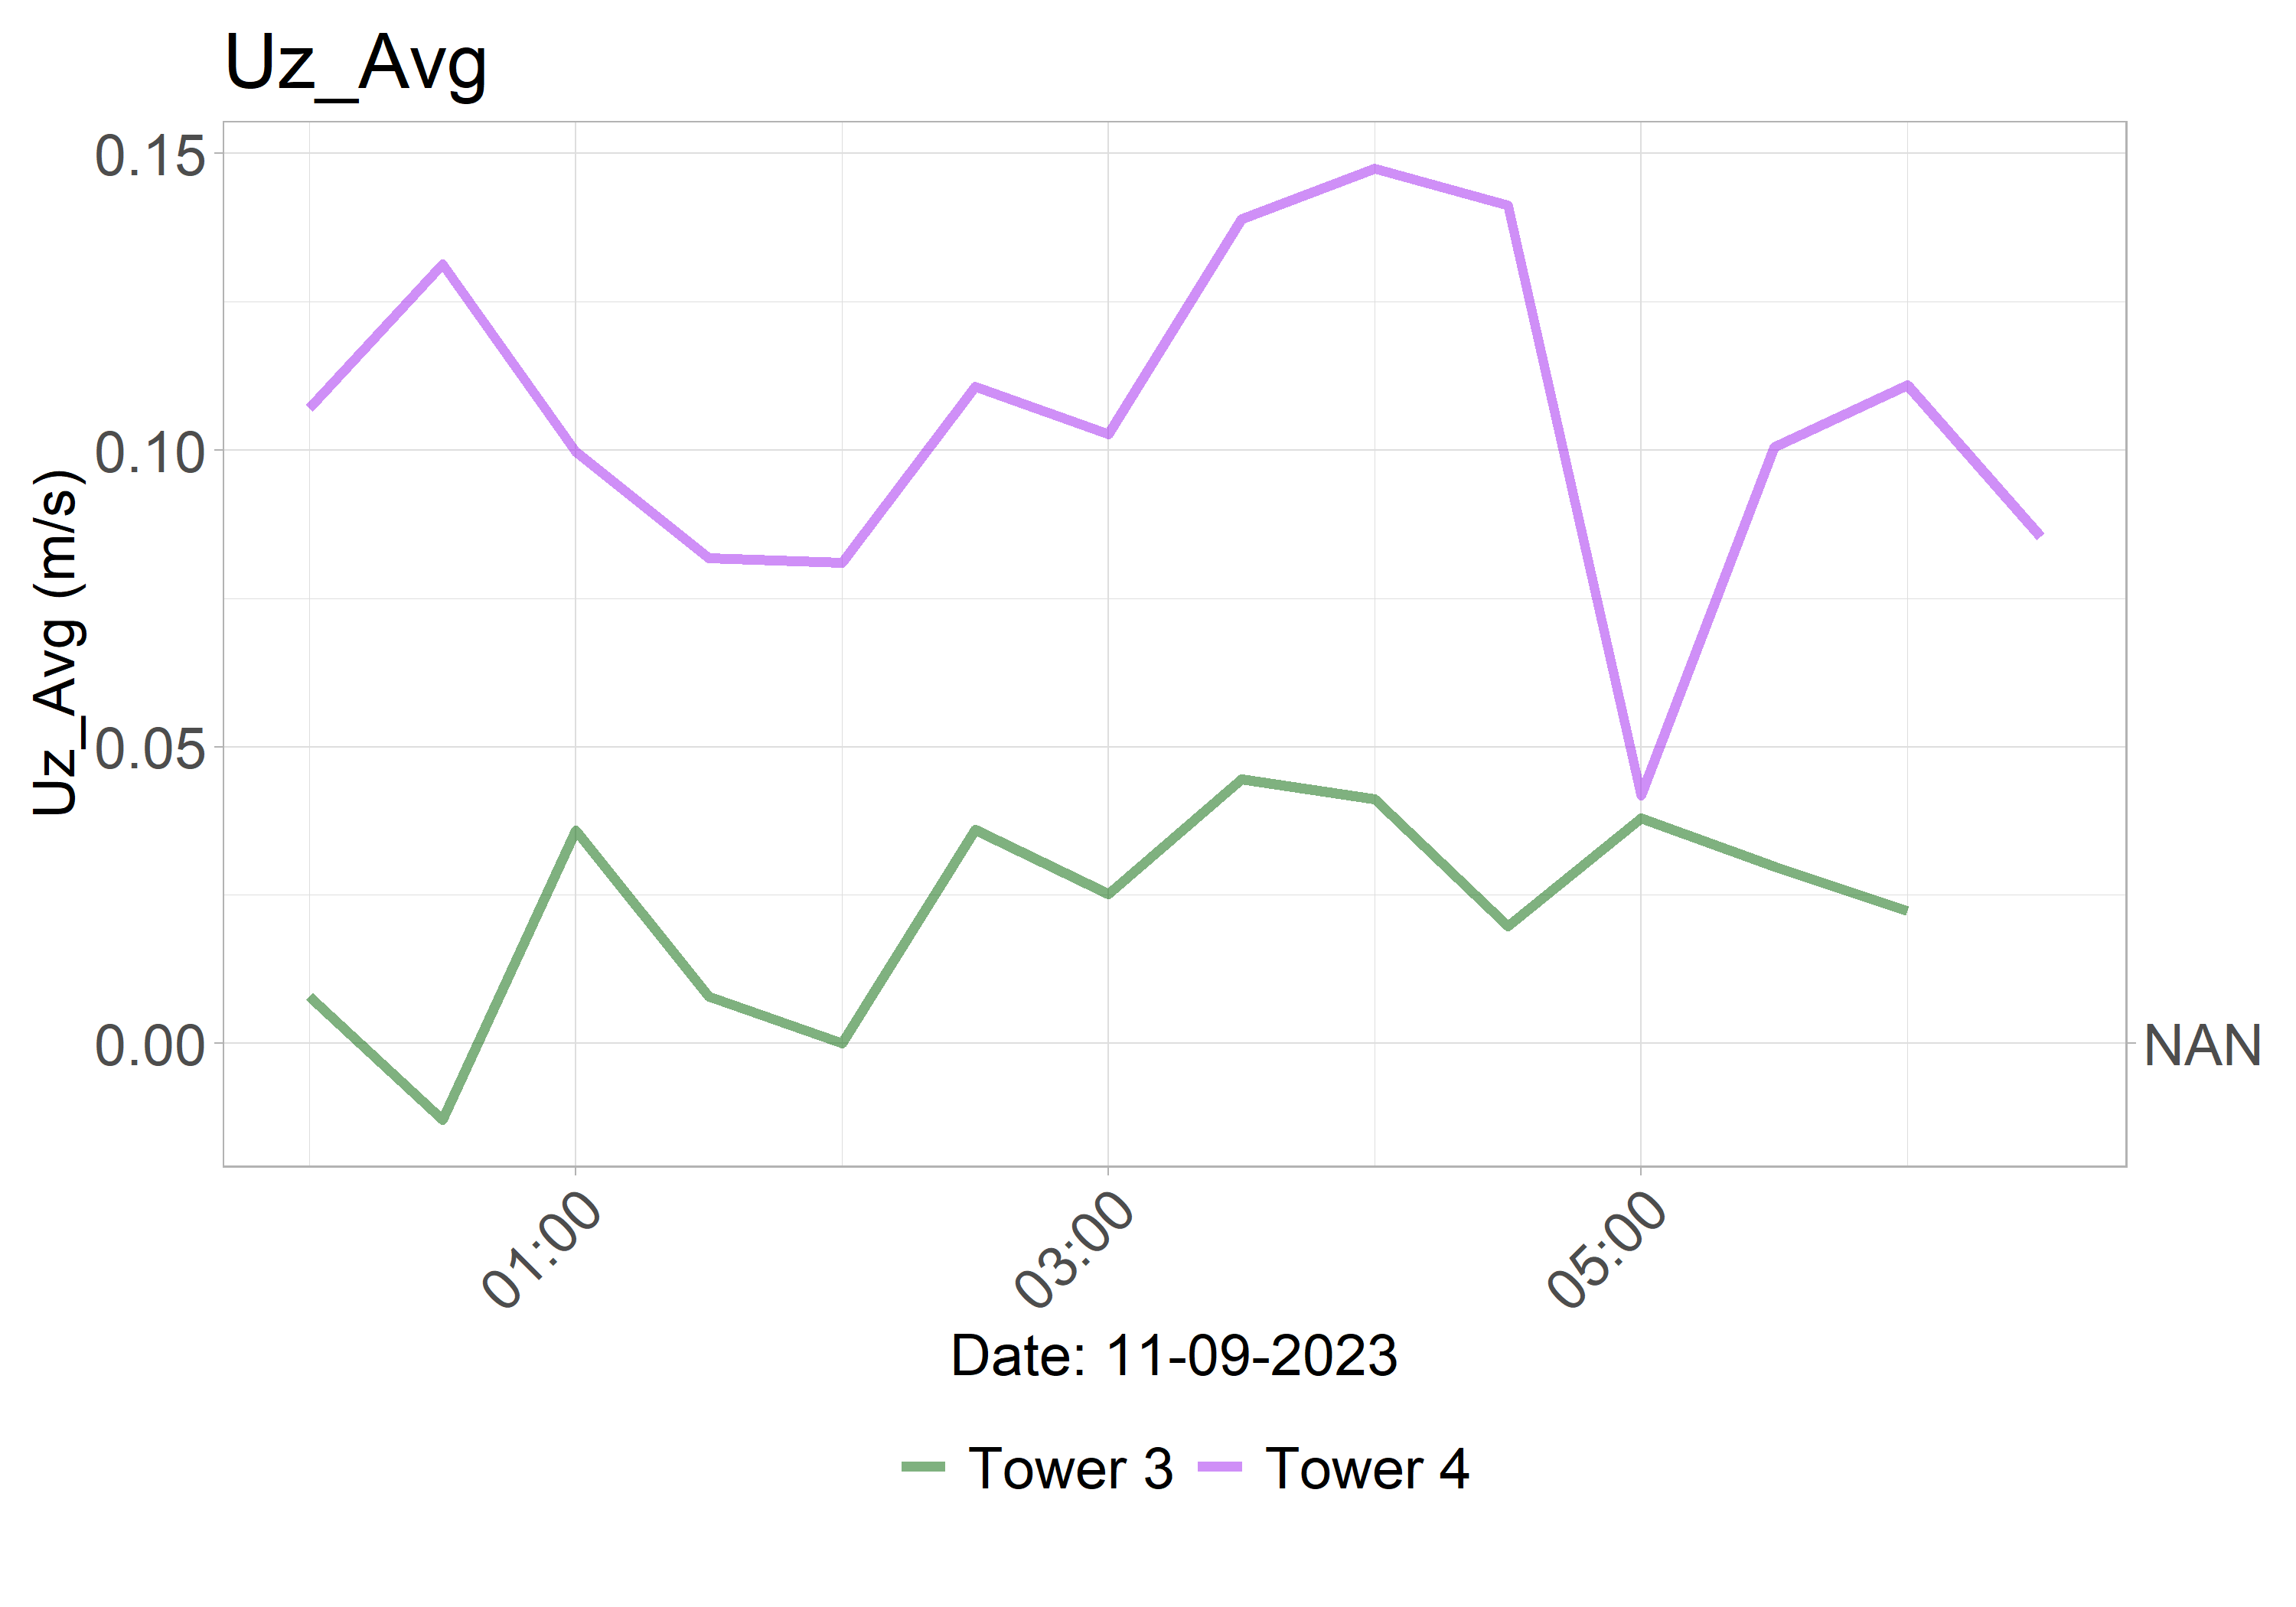 Uz_Avg
0.15
0.10
0.05
0.00
Uz_Avg (m/s)
NAN
01:00
03:00
05:00
Date: 11-09-2023
Tower 3
Tower 4